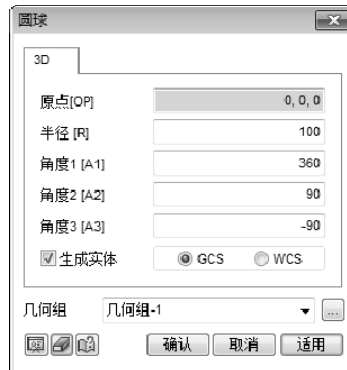 圆球
3D
原点[OP] 0, 0, 0
半径 [R] 100
角度1 [A1] 360
角度2 [A2] 90
角度3 [A3] -90
生成实体 GCS WCS
几何组 几何组-1 ...
确认 取消 适用